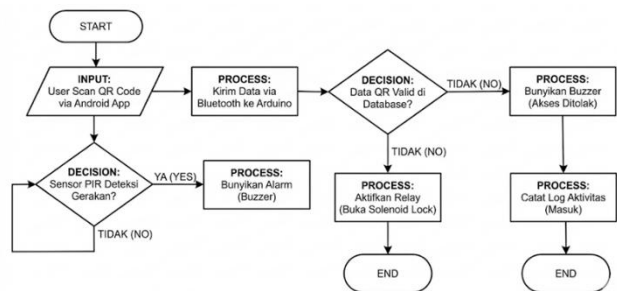 START
INPUT:
User Scan QR Code
via Android App
PROCESS:
Kirim Data via
Bluetooth ke Arduino
DECISION:
Data QR Valid di
Database?
TIDAK (NO)
PROCESS:
Bunyikan Buzzer
(Akses Ditolak)
TIDAK (NO)
DECISION:
Sensor PIR Deteksi
Gerakan?
YA (YES)
PROCESS:
Bunyikan Alarm
(Buzzer)
TIDAK (NO)
PROCESS:
Aktifkan Relay
(Buka Solenoid Lock)
PROCESS:
Catat Log Aktivitas
(Masuk)
END
END